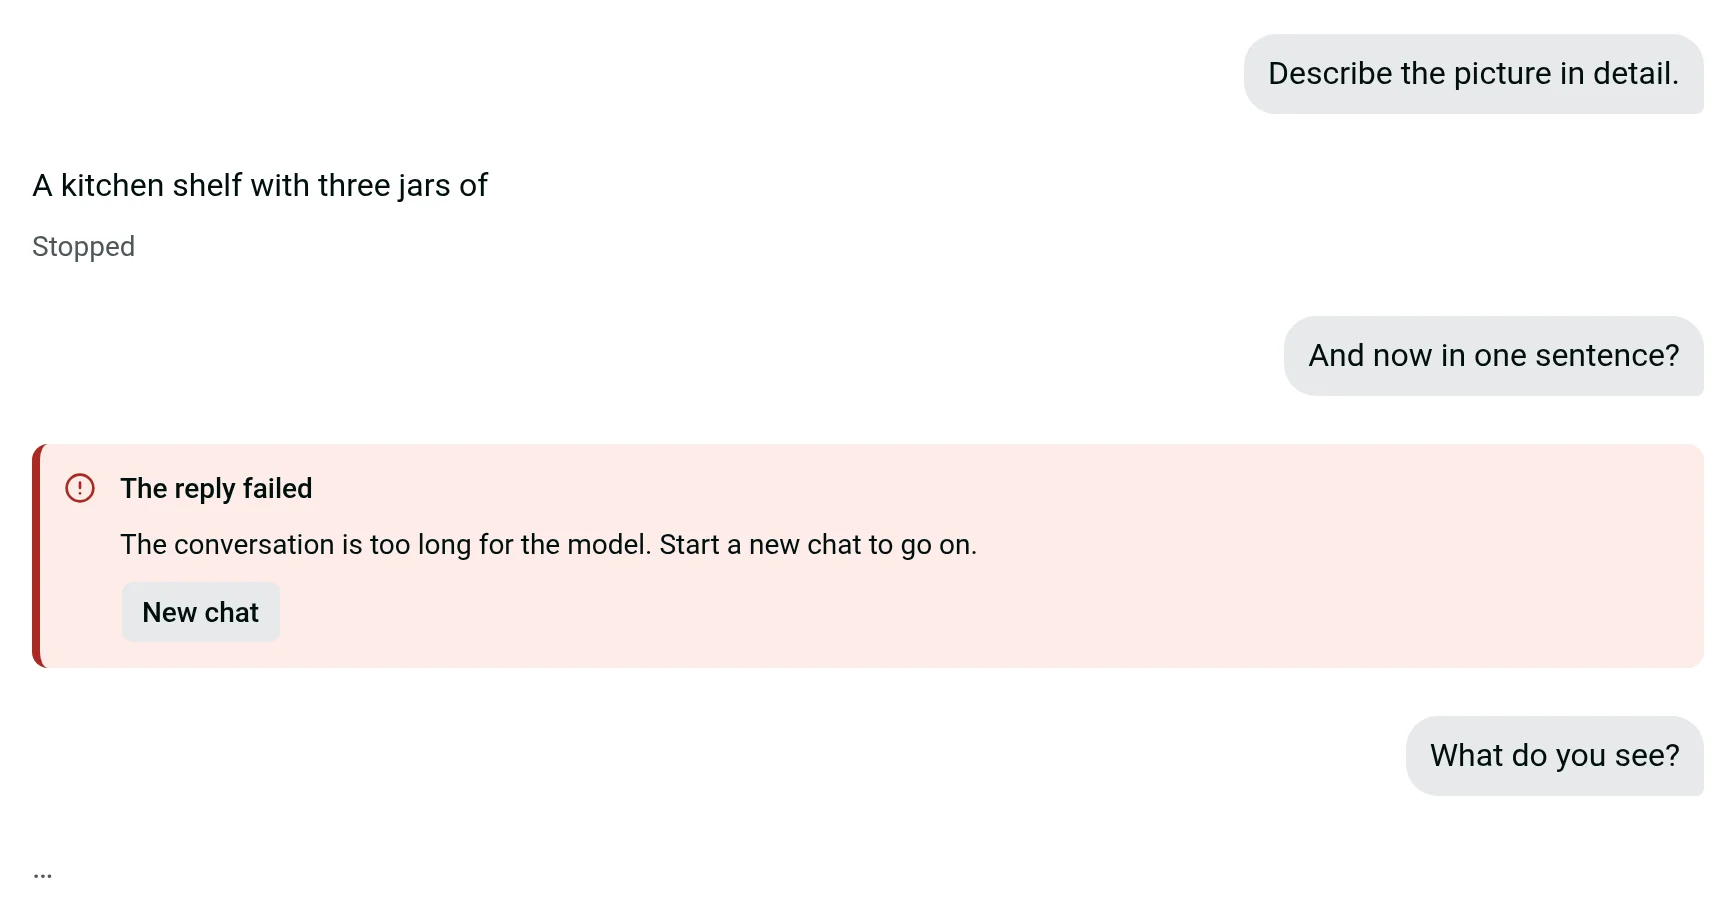 Describe the picture in detail.
A kitchen shelf with three jars of
Stopped
And now in one sentence?
The reply failed
The conversation is too long for the model. Start a new chat to go on.
New chat
What do you see?
...